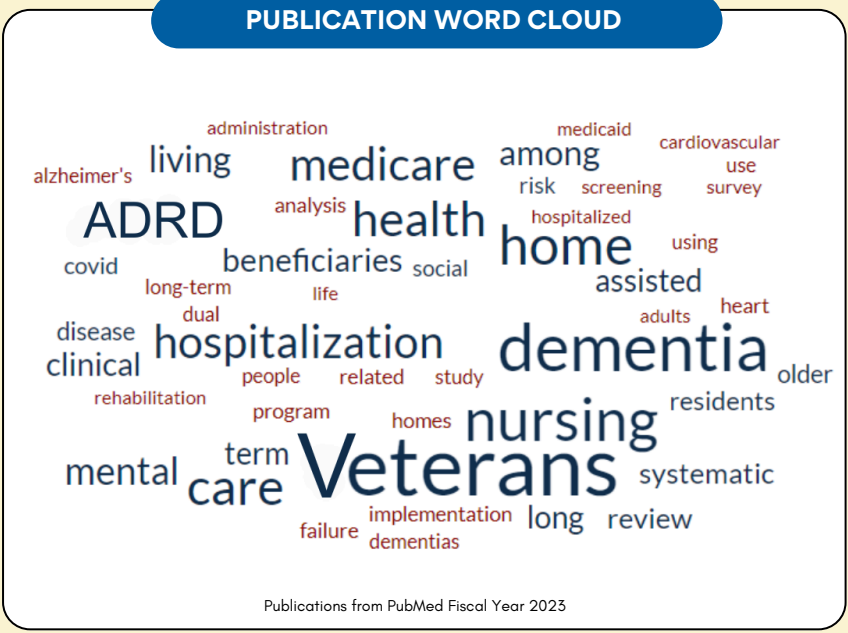 PUBLICATION WORD CLOUD
administration
medicaid
cardiovascular
living
medicare
among
use
alzheimer's
risk
screening
survey
ADRD
analysis
health
hospitalized
home
using
covid
beneficiaries
social
assisted
long-term
life
dual
adults
heart
disease
hospitalization
dementia
clinical
people
related
study
older
rehabilitation
program
homes
nursing
residents
mental
term
care
Veterans
systematic
failure
implementation
long
review
dementias
Publications from PubMed Fiscal Year 2023